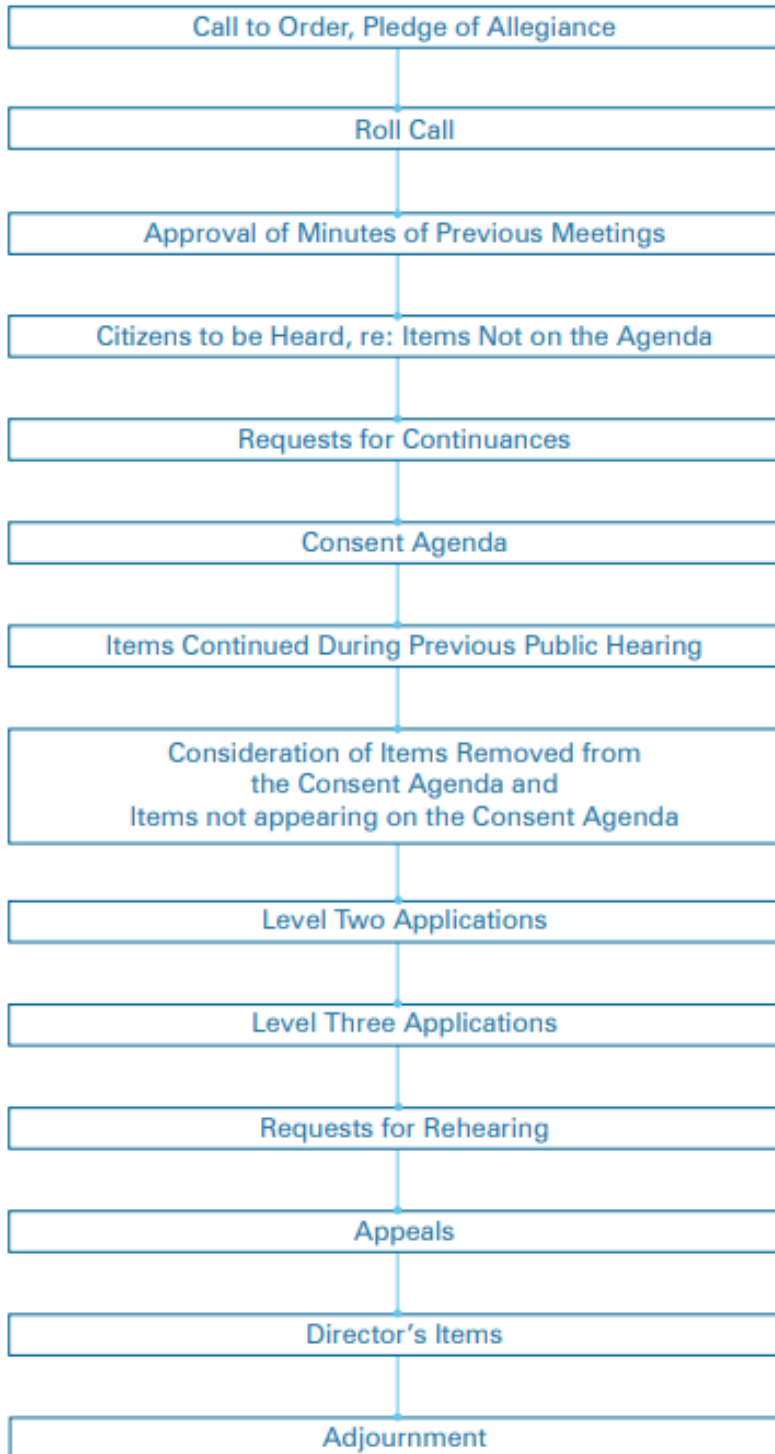 Call to Order, Pledge of Allegiance
Roll Call
Approval of Minutes of Previous Meetings
Citizens to be Heard, re: Items Not on the Agenda
Requests for Continuances
Consent Agenda
Items Continued During Previous Public Hearing
Consideration of Items Removed from
the Consent Agenda and
Items not appearing on the Consent Agenda
Level Two Applications
Level Three Applications
Requests for Rehearing
Appeals
Director’s Items
Adjournment